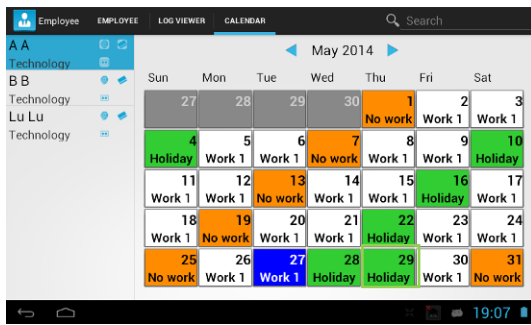 Employee EMPLOYEE LOG VIEWER CALENDAR Search
A A
Technology
B B
Technology
Lu Lu
Technology
May 2014
Sun Mon Tue Wed Thu Fri Sat
27 28 29 30 1 2 3
No work Work 1 Work 1
4 5 6 7 8 9 10
Holiday Work 1 Work 1 No work Work 1 Work 1 Holiday
11 12 13 14 15 16 17
Work 1 Work 1 No work Work 1 Work 1 Holiday Work 1
18 19 20 21 22 23 24
Work 1 No work Work 1 Work 1 Holiday Work 1 Work 1
25 26 27 28 29 30 31
No work Work 1 Work 1 Holiday Holiday Work 1 No work
19:07